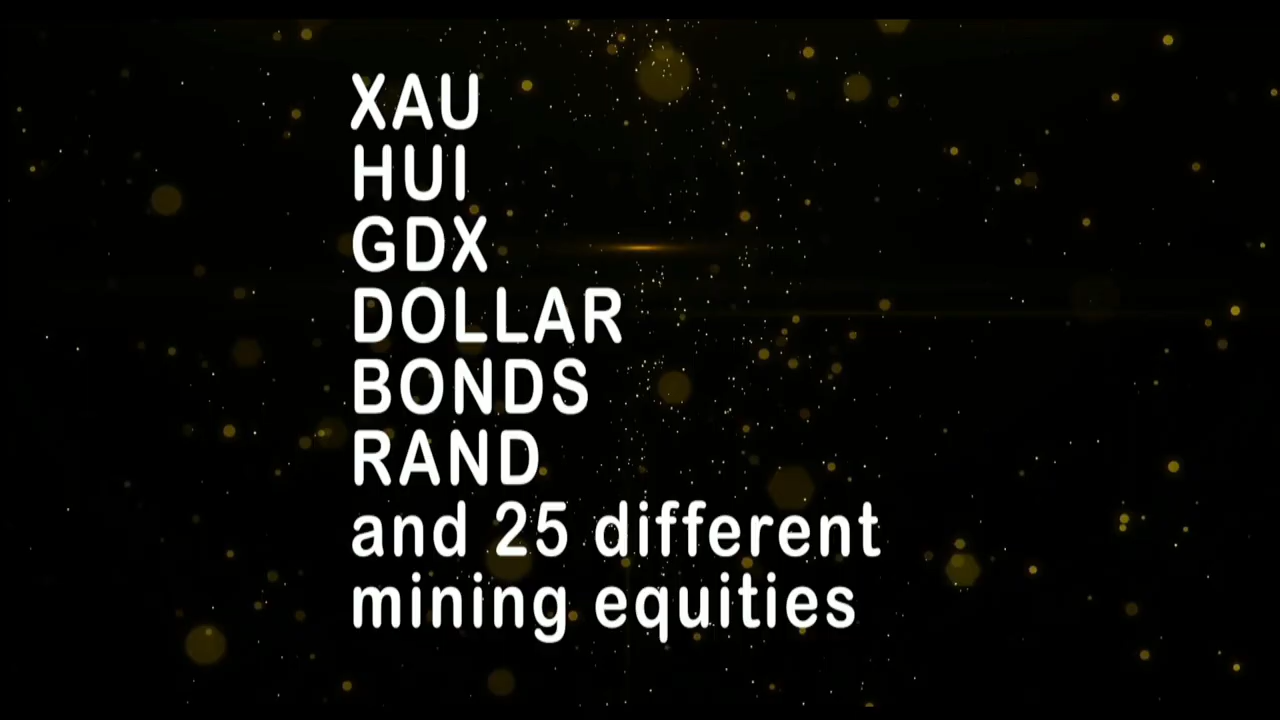 XAU
HUI
GDX
DOLLAR
BONDS
RAND
and 25 different
mining equities